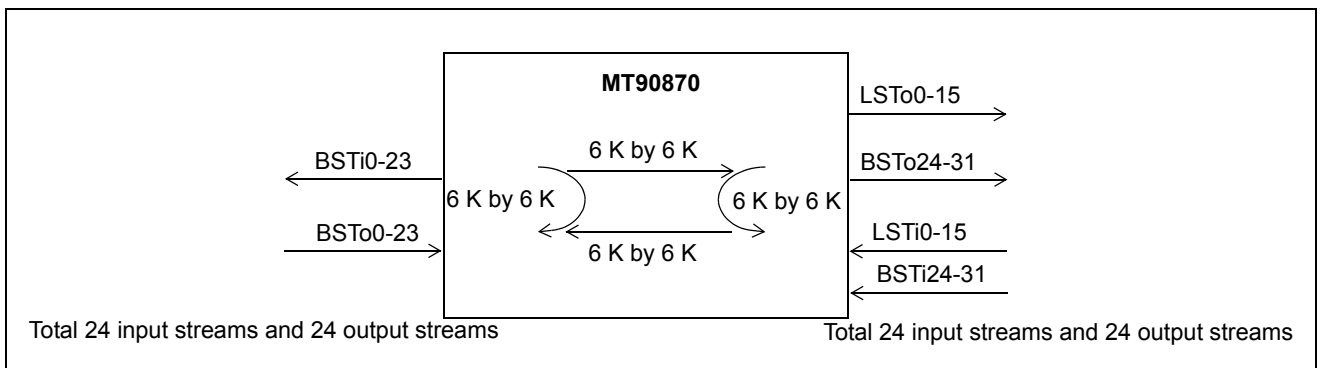 MT90870
LSTo0-15
6 K by 6 K
BSTi0-23
BSTo24-31
6 K by 6 K
6 K by 6 K
BSTo0-23
LSTi0-15
6 K by 6 K
BSTi24-31
Total 24 input streams and 24 output streams
Total 24 input streams and 24 output streams